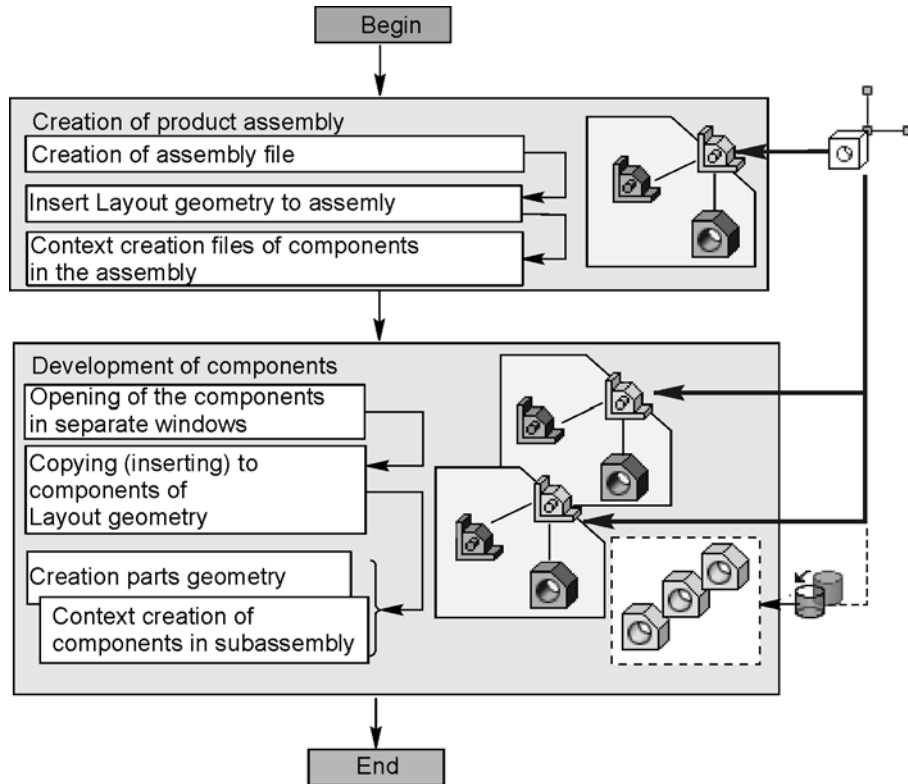 Begin
Creation of product assembly
Creation of assembly file
Insert Layout geometry to assemly
Context creation files of components
in the assembly
Development of components
Opening of the components
in separate windows
Copying (inserting) to
components of
Layout geometry
Creation parts geometry
Context creation of
components in subassembly
End